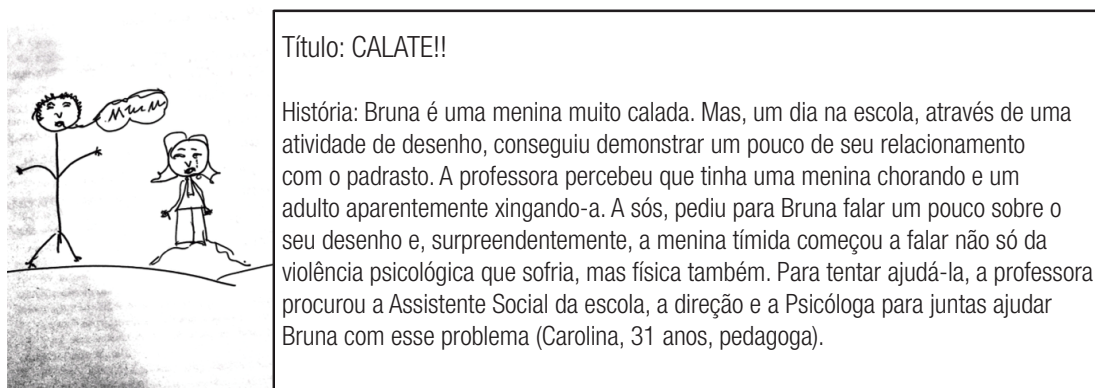 Título: CALATE!!
História: Bruna é uma menina muito calada. Mas, um dia na escola, através de uma
atividade de desenho, conseguiu demonstrar um pouco de seu relacionamento
com o padrasto. A professora percebeu que tinha uma menina chorando e um
adulto aparentemente xingando-a. A sós, pediu para Bruna falar um pouco sobre o
seu desenho e, surpreendentemente, a menina tímida começou a falar não só da
violência psicológica que sofria, mas física também. Para tentar ajudá-la, a professora
procurou a Assistente Social da escola, a direção e a Psicóloga para juntas ajudar
Bruna com esse problema (Carolina, 31 anos, pedagoga).